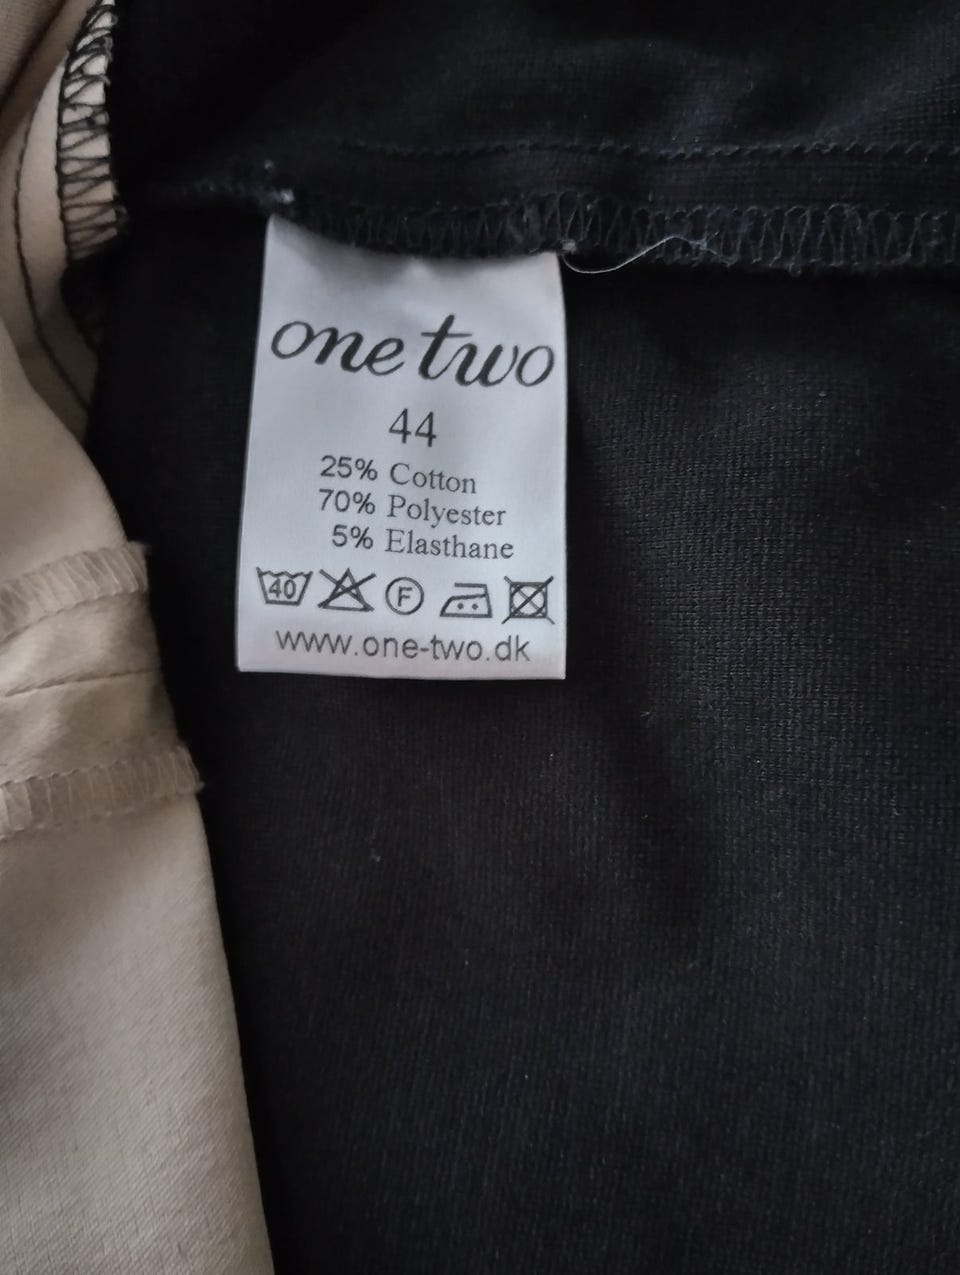 one two
44
25% Cotton
70% Polyester
5% Elasthane
40 F
www.one-two.dk